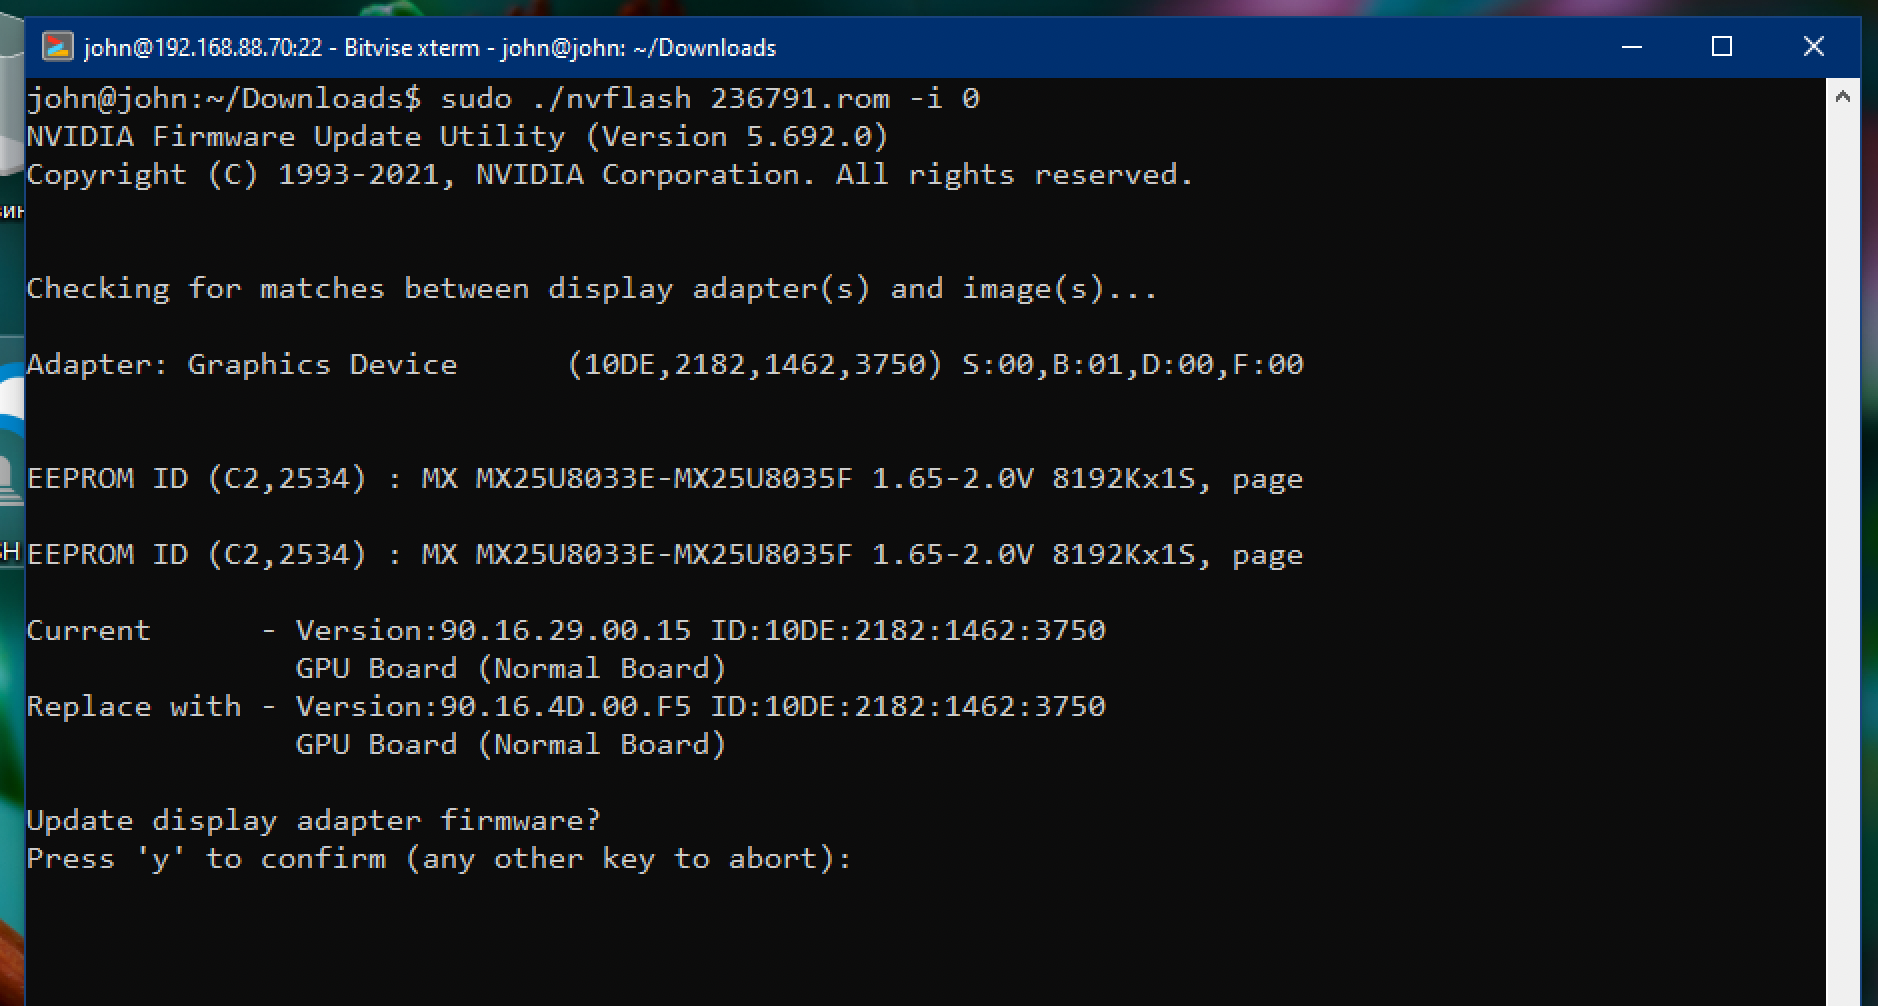 john@192.168.88.70:22 - Bitvise xterm - john@john: ~/Downloads
john@john:~/Downloads$ sudo ./nvflash 236791.rom -i 0
NVIDIA Firmware Update Utility (Version 5.692.0)
Copyright (C) 1993-2021, NVIDIA Corporation. All rights reserved.
Checking for matches between display adapter(s) and image(s)...
Adapter: Graphics Device      (10DE,2182,1462,3750) S:00,B:01,D:00,F:00
EEPROM ID (C2,2534) : MX MX25U8033E-MX25U8035F 1.65-2.0V 8192Kx1S, page
EEPROM ID (C2,2534) : MX MX25U8033E-MX25U8035F 1.65-2.0V 8192Kx1S, page
Current      - Version:90.16.29.00.15 ID:10DE:2182:1462:3750
GPU Board (Normal Board)
Replace with - Version:90.16.4D.00.F5 ID:10DE:2182:1462:3750
GPU Board (Normal Board)
Update display adapter firmware?
Press 'y' to confirm (any other key to abort):